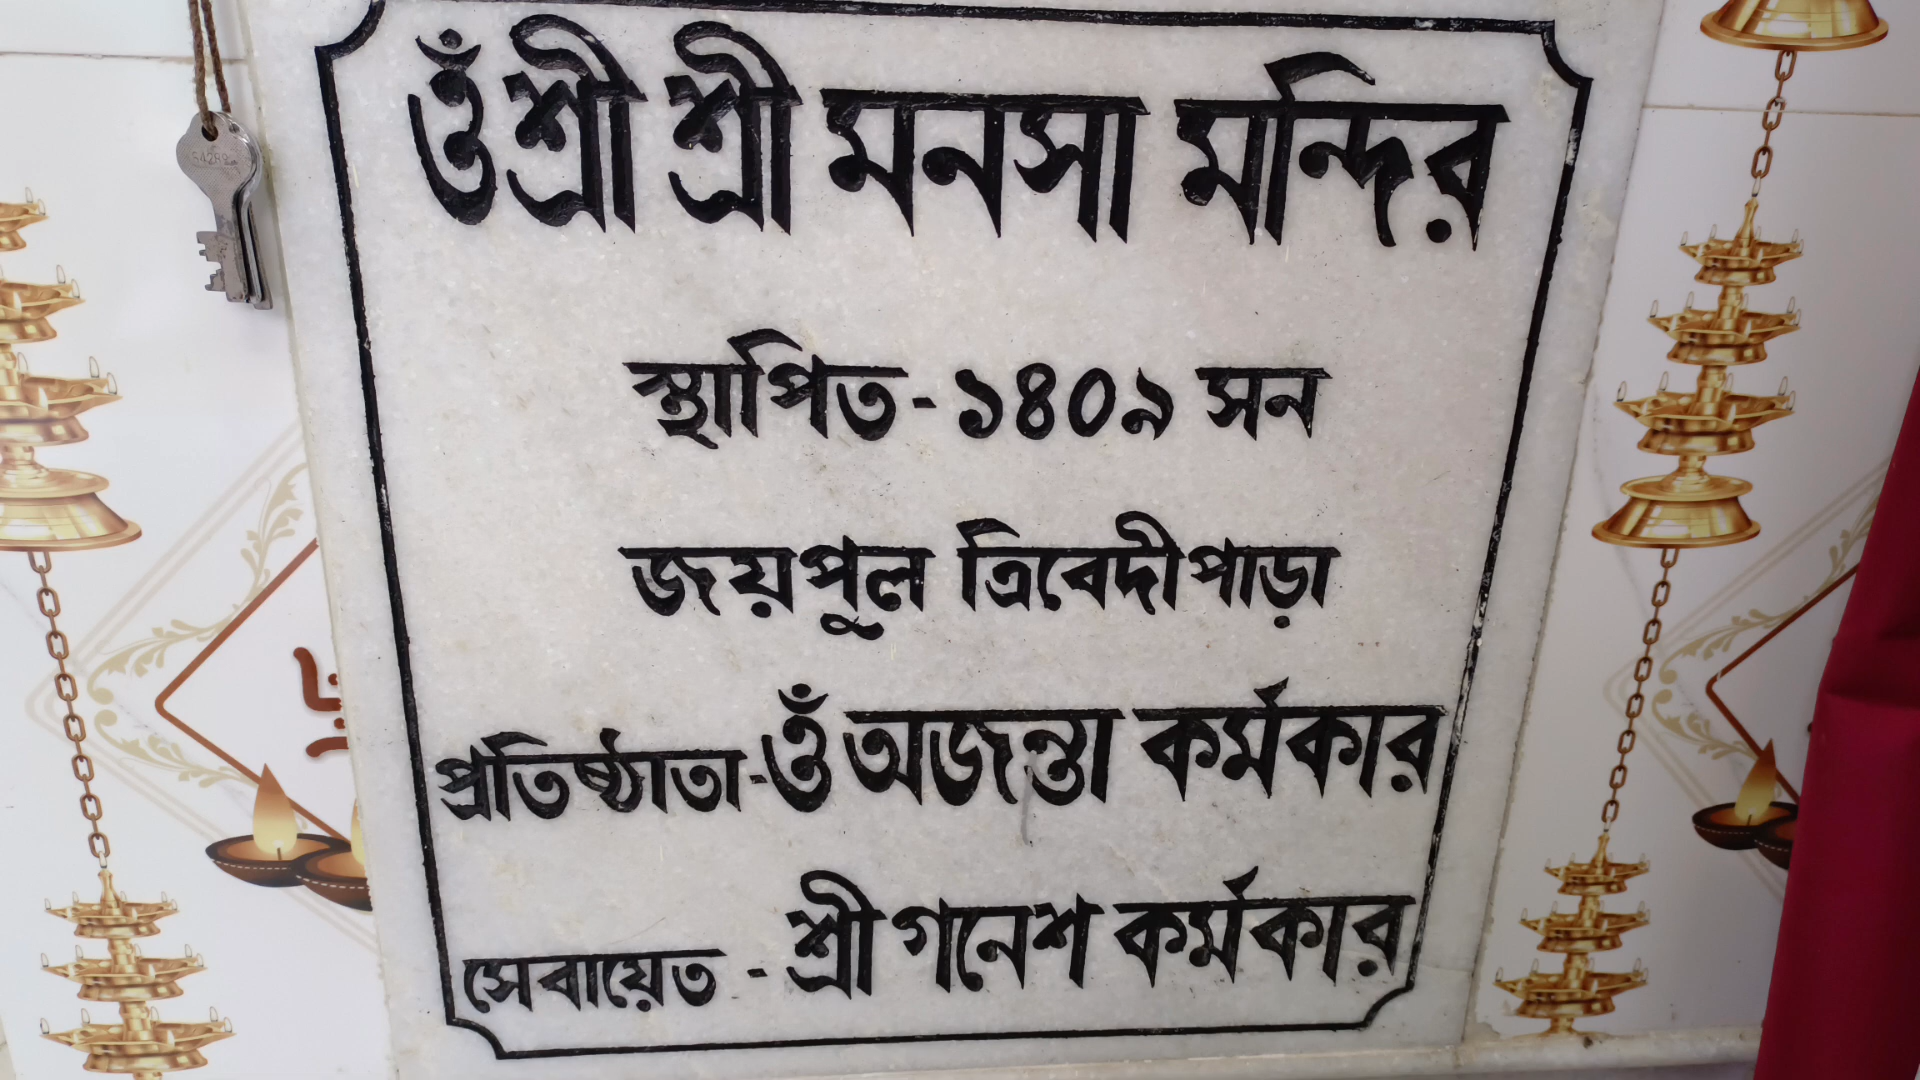 ওঁ শ্রী শ্রী মনসা মন্দির
স্থাপিত - ১৪০৯ সন
জয়পুল ত্রিবেদীপাড়া
প্রতিষ্ঠাতা - ওঁ অজন্তা কর্মকার
সেবায়েত - শ্রী গনেশ কর্মকার